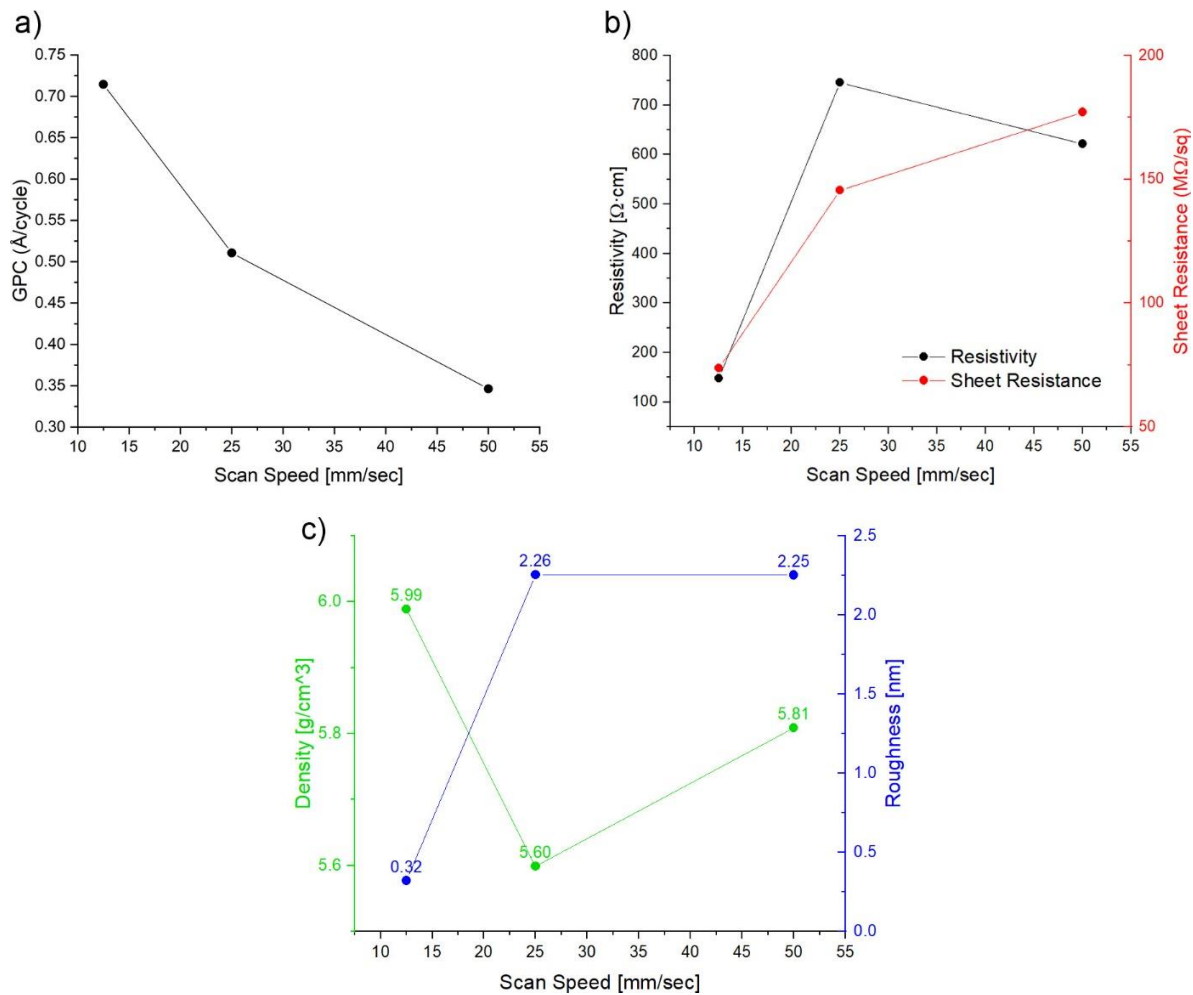 a)
0.75
0.70
0.65
0.60
0.55
0.50
0.45
0.40
0.35
0.30
GPC (Å/cycle)
10 15 20 25 30 35 40 45 50 55
Scan Speed [mm/sec]
b)
800
700
600
500
400
300
200
100
Resistivity [Ω·cm]
200
150
100
50
Sheet Resistance (MΩ/sq)
Resistivity
Sheet Resistance
10 15 20 25 30 35 40 45 50 55
Scan Speed [mm/sec]
c)
6.0
5.8
5.6
Density [g/cm^3]
5.99
2.26
2.25
5.81
0.32
5.60
2.5
2.0
1.5
1.0
0.5
0.0
Roughness [nm]
10 15 20 25 30 35 40 45 50 55
Scan Speed [mm/sec]